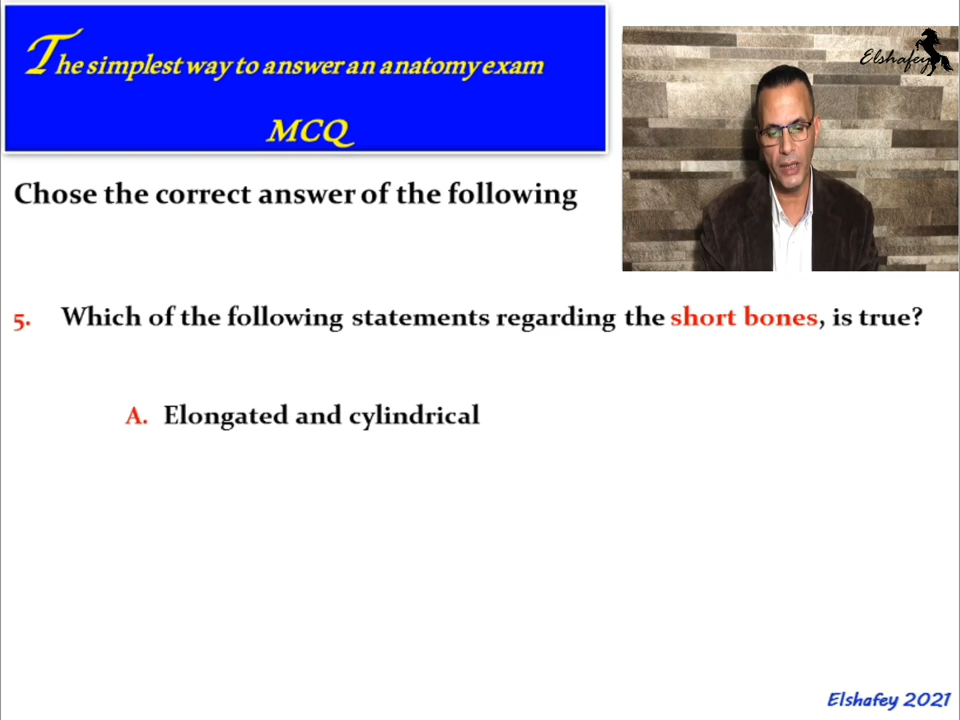 The simplest way to answer an anatomy exam
MCQ
Elshafey
Chose the correct answer of the following
5. Which of the following statements regarding the short bones, is true?
A. Elongated and cylindrical
Elshafey 2021